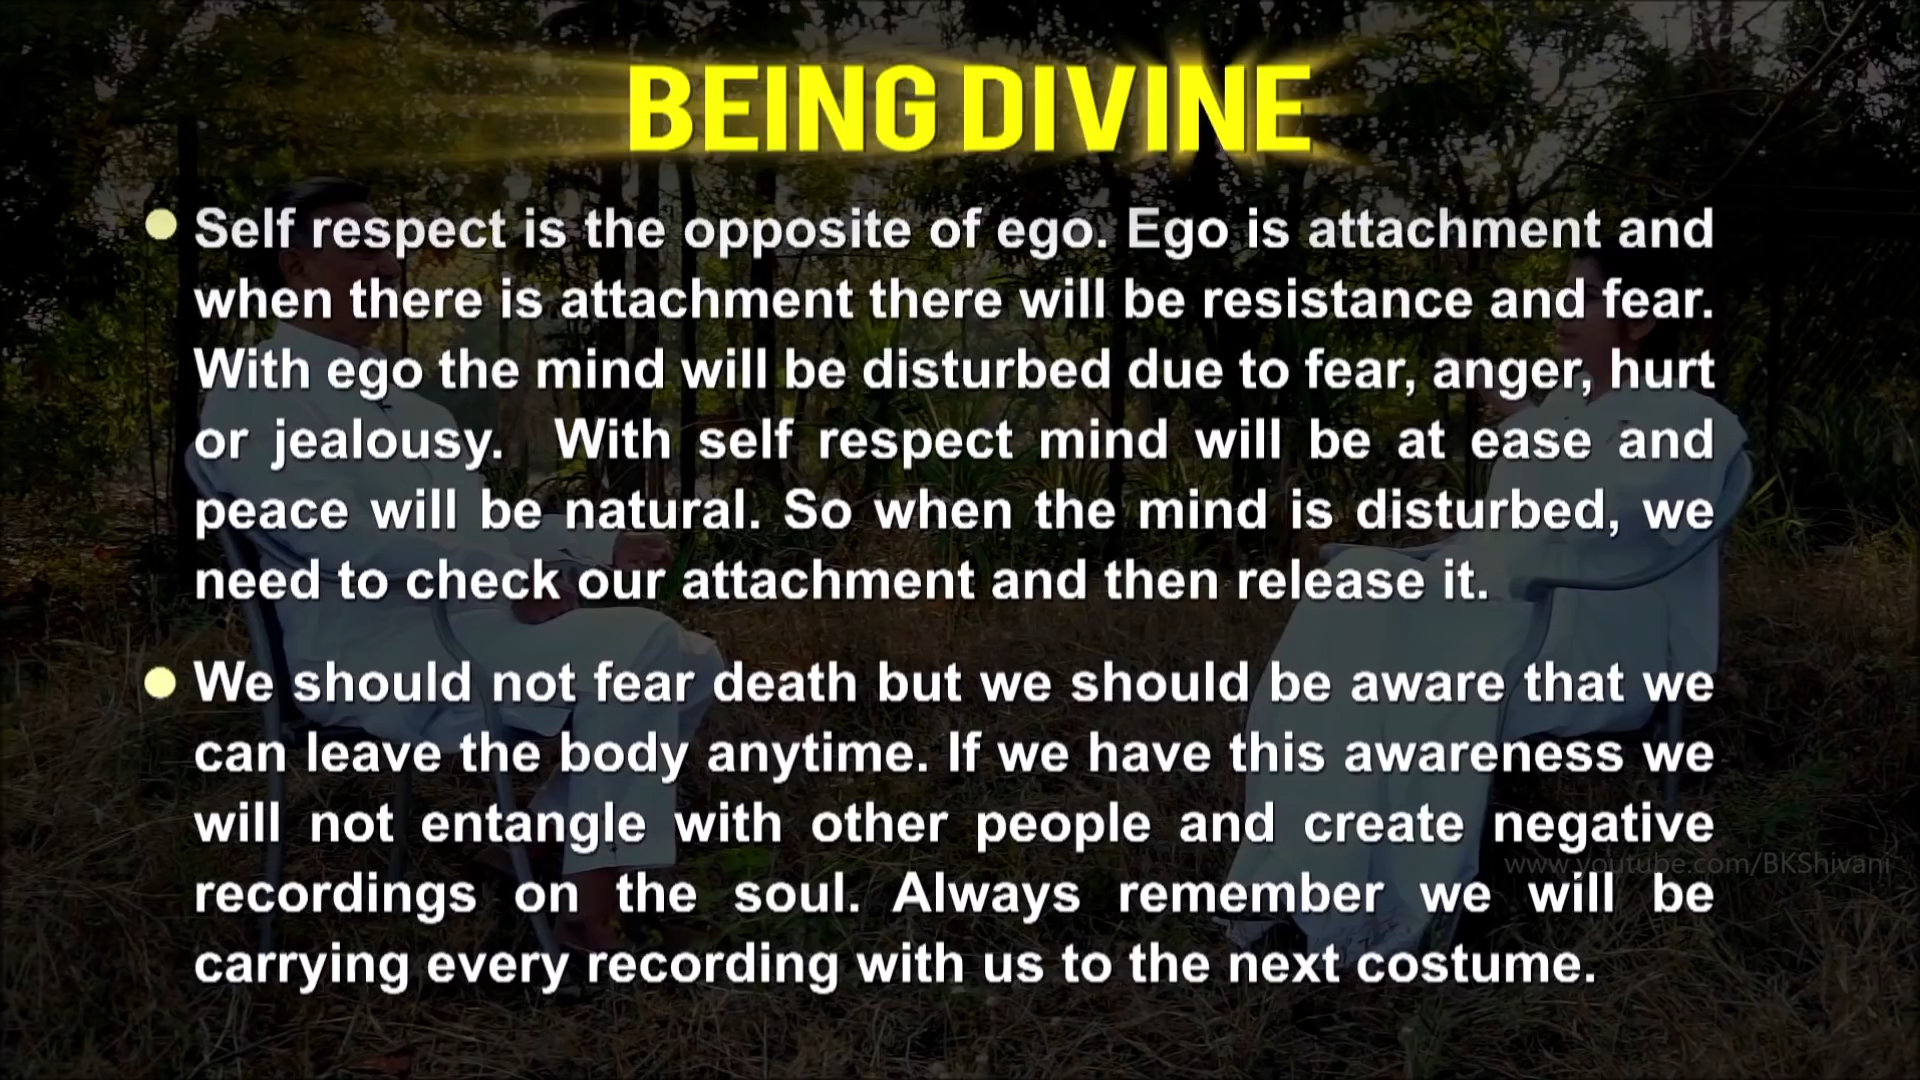 BEING DIVINE
Self respect is the opposite of ego. Ego is attachment and
when there is attachment there will be resistance and fear.
With ego the mind will be disturbed due to fear, anger, hurt
or jealousy. With self respect mind will be at ease and
peace will be natural. So when the mind is disturbed, we
need to check our attachment and then release it.
We should not fear death but we should be aware that we
can leave the body anytime. If we have this awareness we
will not entangle with other people and create negative
www.youtube.com/BKShivani
recordings on the soul. Always remember we will be
carrying every recording with us to the next costume.